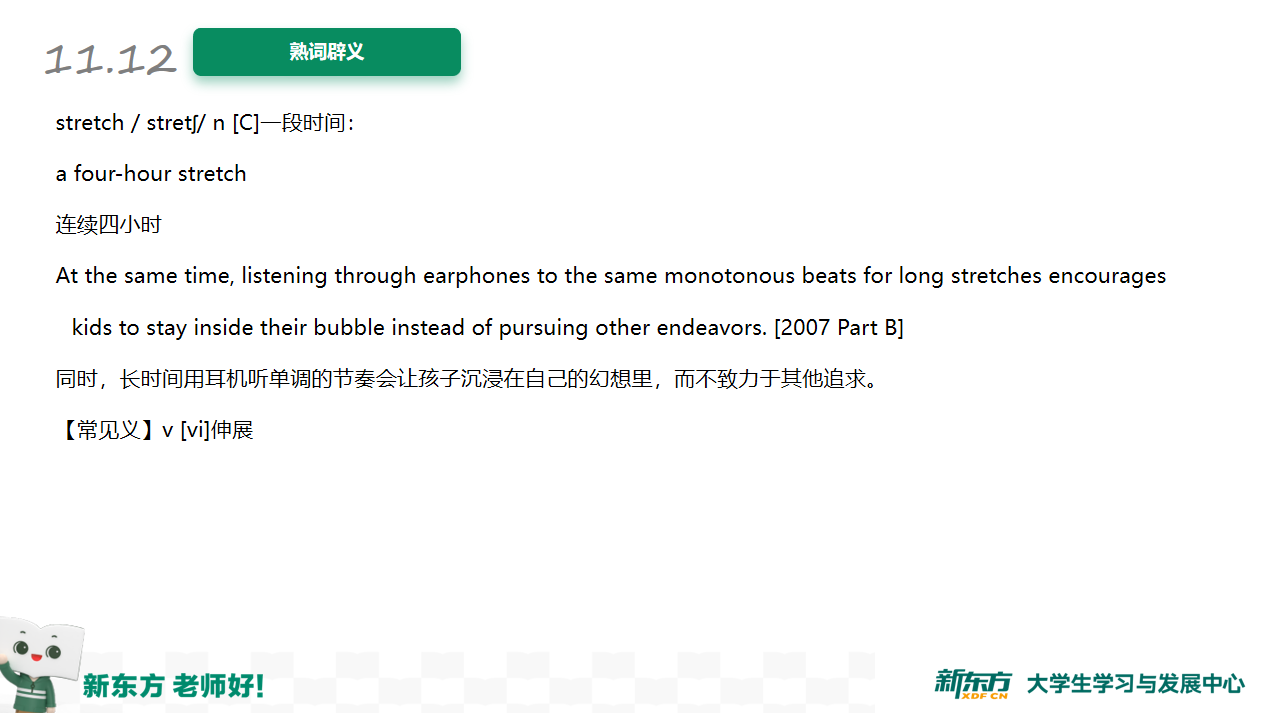 11.12
熟词辟义
stretch / stretʃ/ n [C]一段时间：
a four-hour stretch
连续四小时
At the same time, listening through earphones to the same monotonous beats for long stretches encourages
kids to stay inside their bubble instead of pursuing other endeavors. [2007 Part B]
同时，长时间用耳机听单调的节奏会让孩子沉浸在自己的幻想里，而不致力于其他追求。
【常见义】v [vi]伸展
新东方 老师好!
新东方 大学生学习与发展中心
XDF.CN